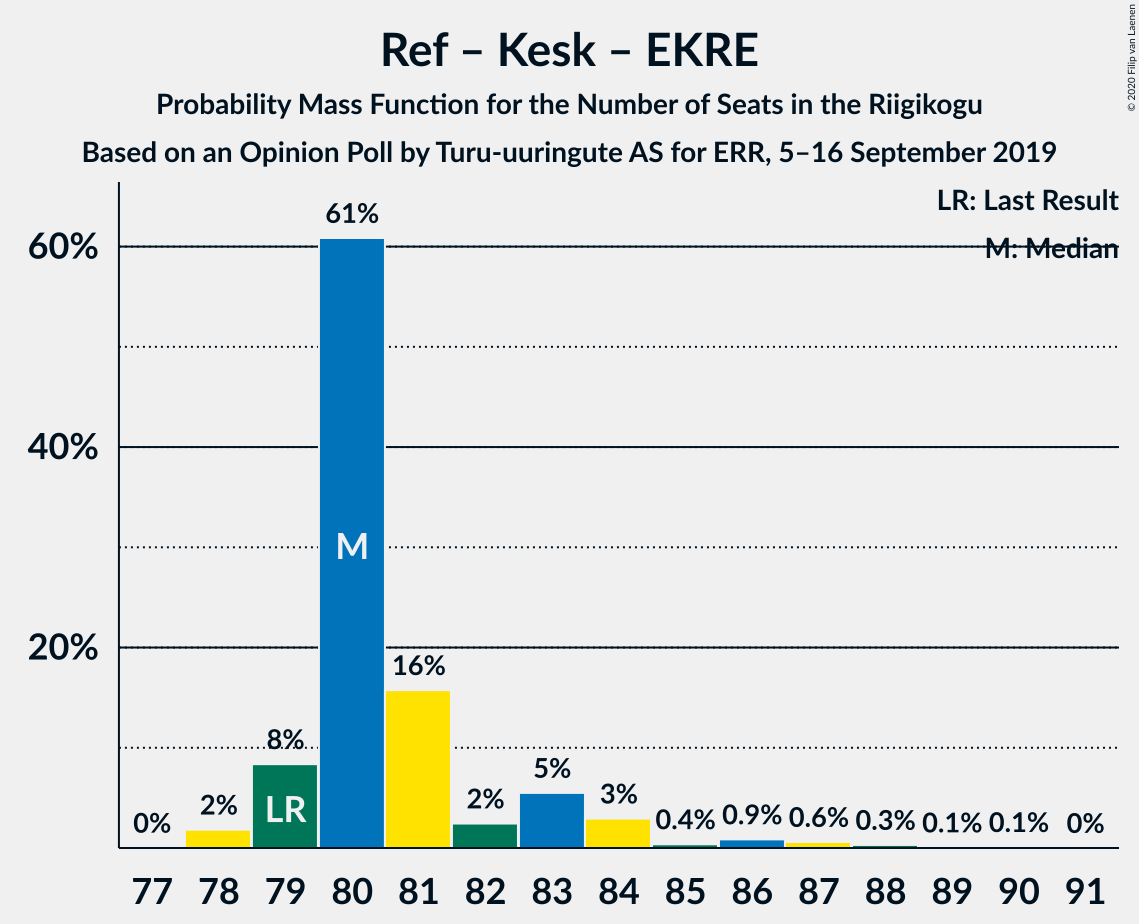 Ref – Kesk – EKRE
Probability Mass Function for the Number of Seats in the Riigikogu
Based on an Opinion Poll by Turu-uuringute AS for ERR, 5–16 September 2019
© 2020 Filip van Laenen
LR: Last Result
M: Median
60%
40%
20%
0%
2%
8%
61%
16%
2%
5%
3%
0.4%
0.9%
0.6%
0.3%
0.1%
0.1%
0%
M
LR
77 78 79 80 81 82 83 84 85 86 87 88 89 90 91